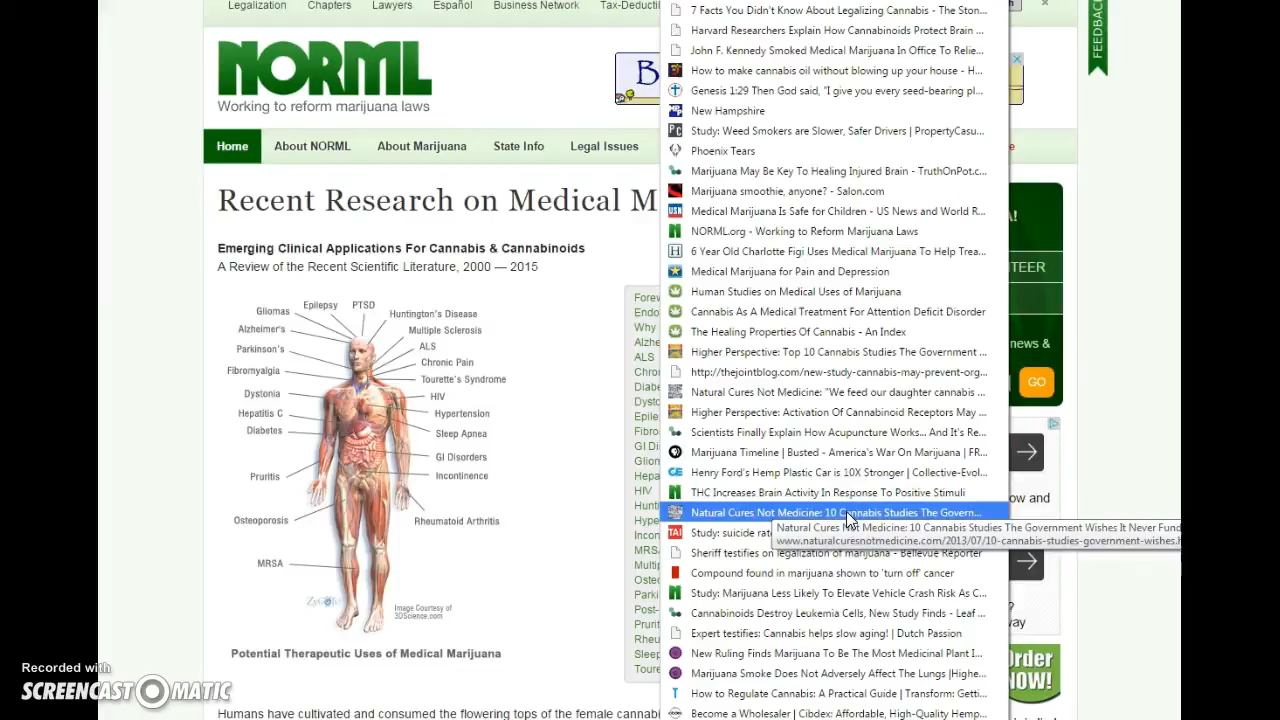 Legalization Chapters Lawyers Español Business Network
NORML
Working to reform marijuana laws
FEEDBACK
Home About NORML About Marijuana State Info Legal Issues
Recent Research on Medical M
Emerging Clinical Applications For Cannabis & Cannabinoids
A Review of the Recent Scientific Literature, 2000 — 2015
Epilepsy
PTSD
Gliomas
Huntington's Disease
Alzheimer's
Multiple Sclerosis
ALS
Parkinson's
Chronic Pain
Fibromyalgia
Tourette's Syndrome
Dystonia
HIV
Hepatitis C
Hypertension
Diabetes
Sleep Apnea
GI Disorders
Pruritis
Incontinence
Osteoporosis
Rheumatoid Arthritis
MRSA
ZyGoTe
Image Courtesy of
3DScience.com
Potential Therapeutic Uses of Medical Marijuana
Humans have cultivated and consumed the flowering tops of the female cannabi
7 Facts You Didn't Know About Legalizing Cannabis - The Ston...
Harvard Researchers Explain How Cannabinoids Protect Brain ...
John F. Kennedy Smoked Medical Marijuana In Office To Relie...
How to make cannabis oil without blowing up your house - H...
Genesis 1:29 Then God said, "I give you every seed-bearing pl...
New Hampshire
Study: Weed Smokers are Slower, Safer Drivers | PropertyCasu...
Phoenix Tears
Marijuana May Be Key To Healing Injured Brain - TruthOnPot.c...
Marijuana smoothie, anyone? - Salon.com
Medical Marijuana Is Safe for Children - US News and World R...
NORML.org - Working to Reform Marijuana Laws
6 Year Old Charlotte Figi Uses Medical Marijuana To Help Trea...
Medical Marijuana for Pain and Depression
Human Studies on Medical Uses of Marijuana
Cannabis As A Medical Treatment For Attention Deficit Disorder
The Healing Properties Of Cannabis - An Index
Higher Perspective: Top 10 Cannabis Studies The Government ...
http://thejointblog.com/new-study-cannabis-may-prevent-org...
Natural Cures Not Medicine: "We feed our daughter cannabis ...
Higher Perspective: Activation Of Cannabinoid Receptors May ...
Scientists Finally Explain How Acupuncture Works... And It's Re...
Marijuana Timeline | Busted - America's War On Marijuana | FR...
Henry Ford's Hemp Plastic Car is 10X Stronger | Collective-Evol...
THC Increases Brain Activity In Response To Positive Stimuli
Natural Cures Not Medicine: 10 Cannabis Studies The Govern...
Natural Cures Not Medicine: 10 Cannabis Studies The Government Wishes It Never Fund
www.naturalcuresnotmedicine.com/2013/07/10-cannabis-studies-government-wishes.h
Study: suicide rat
Sheriff testifies on legalization of marijuana - Bellevue Reporter
Compound found in marijuana shown to 'turn off' cancer
Study: Marijuana Less Likely To Elevate Vehicle Crash Risk As C...
Cannabinoids Destroy Leukemia Cells, New Study Finds - Leaf ...
Expert testifies: Cannabis helps slow aging! | Dutch Passion
New Ruling Finds Marijuana To Be The Most Medicinal Plant I...
Marijuana Smoke Does Not Adversely Affect The Lungs |Highe...
How to Regulate Cannabis: A Practical Guide | Transform: Getti...
Become a Wholesaler | Cibdex: Affordable, High-Quality Hemp...
news &
GO
ow and
way
Order
NOW!
Recorded with
SCREENCAST O MATIC